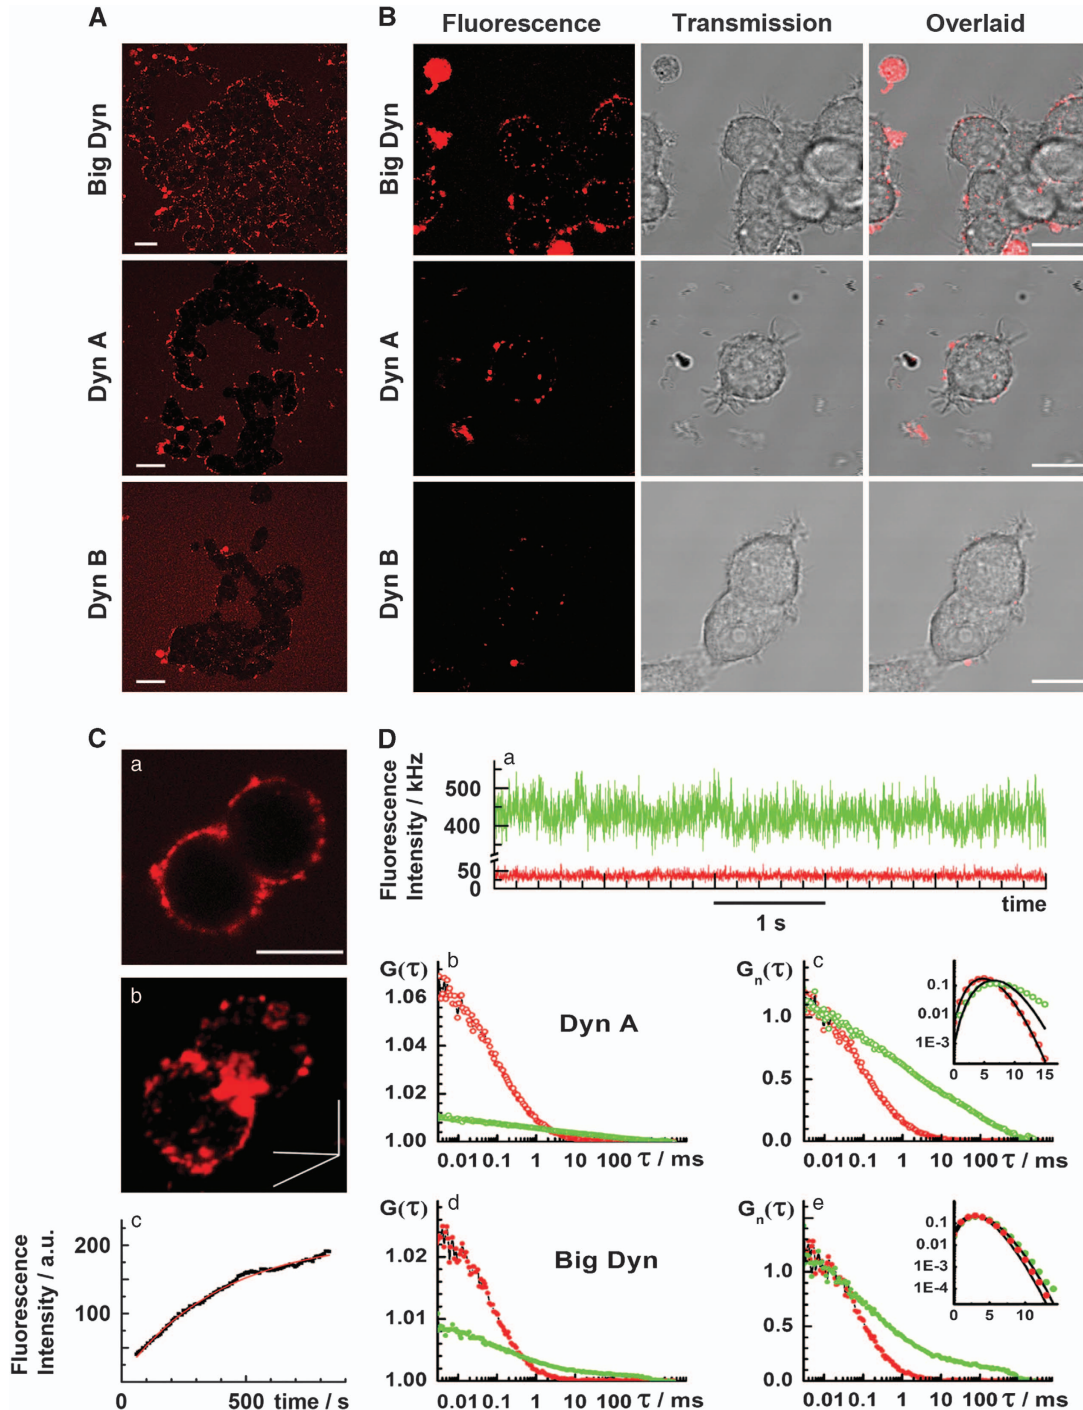 A
B
Fluorescence
Transmission
Overlaid
Big Dyn
Big Dyn
Dyn A
Dyn A
Dyn B
Dyn B
C
a
b
c
Fluorescence
Intensity / a.u.
200
100
0
500
time / s
D
a
Fluorescence
Intensity / kHz
500
400
50
0
time
1 s
G(τ)
b
1.06
1.04
1.02
1.00
Dyn A
0.01 0.1 1 10 100 τ / ms
Gn(τ)
c
1.0
0.5
0.0
0.1
0.01
1E-3
0 5 10 15
0.01 0.1 1 10 100 τ / ms
G(τ)
d
1.02
1.01
1.00
Big Dyn
0.01 0.1 1 10 100 τ / ms
Gn(τ)
e
1.0
0.5
0.0
0.1
0.01
1E-3
1E-4
0 5 10
0.01 0.1 1 10 100 τ / ms